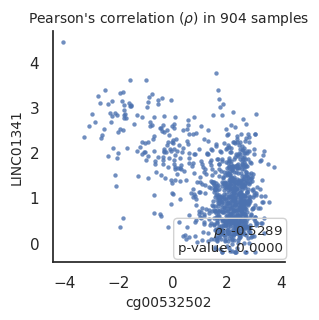 Pearson's correlation (ρ) in 904 samples
LINC01341
4
3
2
1
0
ρ: -0.5289
p-value: 0.0000
−4 −2 0 2 4
cg00532502